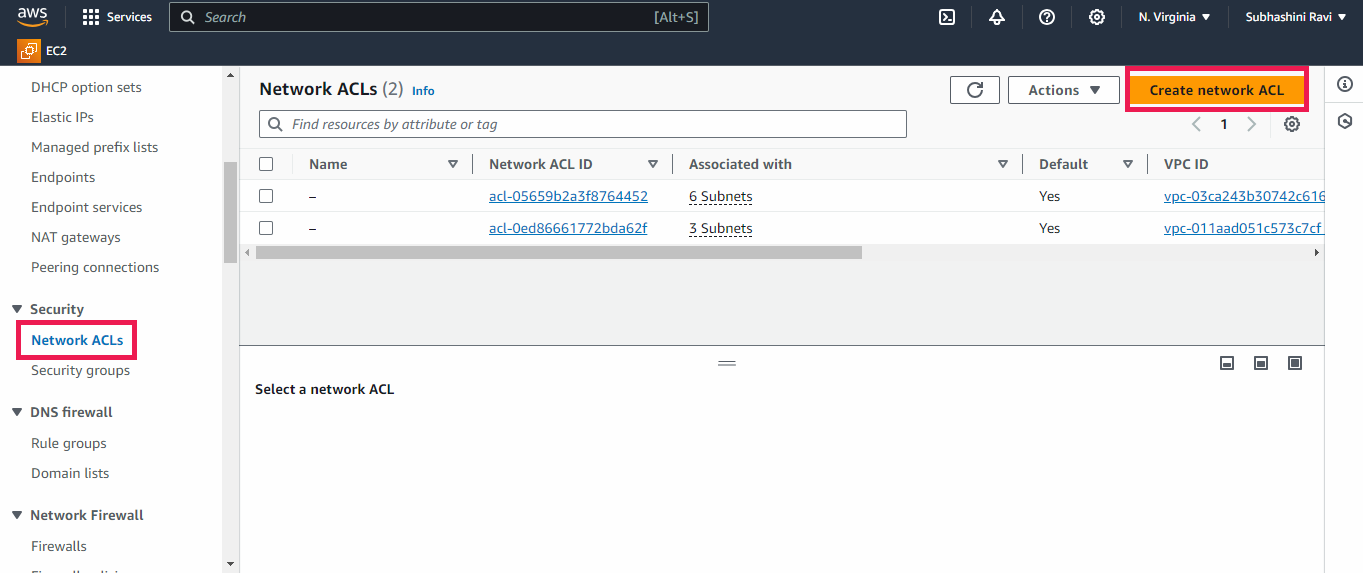 aws
Services
Search
[Alt+S]
N. Virginia
Subhashini Ravi
EC2
DHCP option sets
Elastic IPs
Managed prefix lists
Endpoints
Endpoint services
NAT gateways
Peering connections
Security
Network ACLs
Security groups
DNS firewall
Rule groups
Domain lists
Network Firewall
Firewalls
Network ACLs (2) Info
Actions
Create network ACL
Find resources by attribute or tag
1
Name Network ACL ID Associated with Default VPC ID
– acl-05659b2a3f8764452 6 Subnets Yes vpc-03ca243b30742c616
– acl-0ed86661772bda62f 3 Subnets Yes vpc-011aad051c573c7cf
Select a network ACL